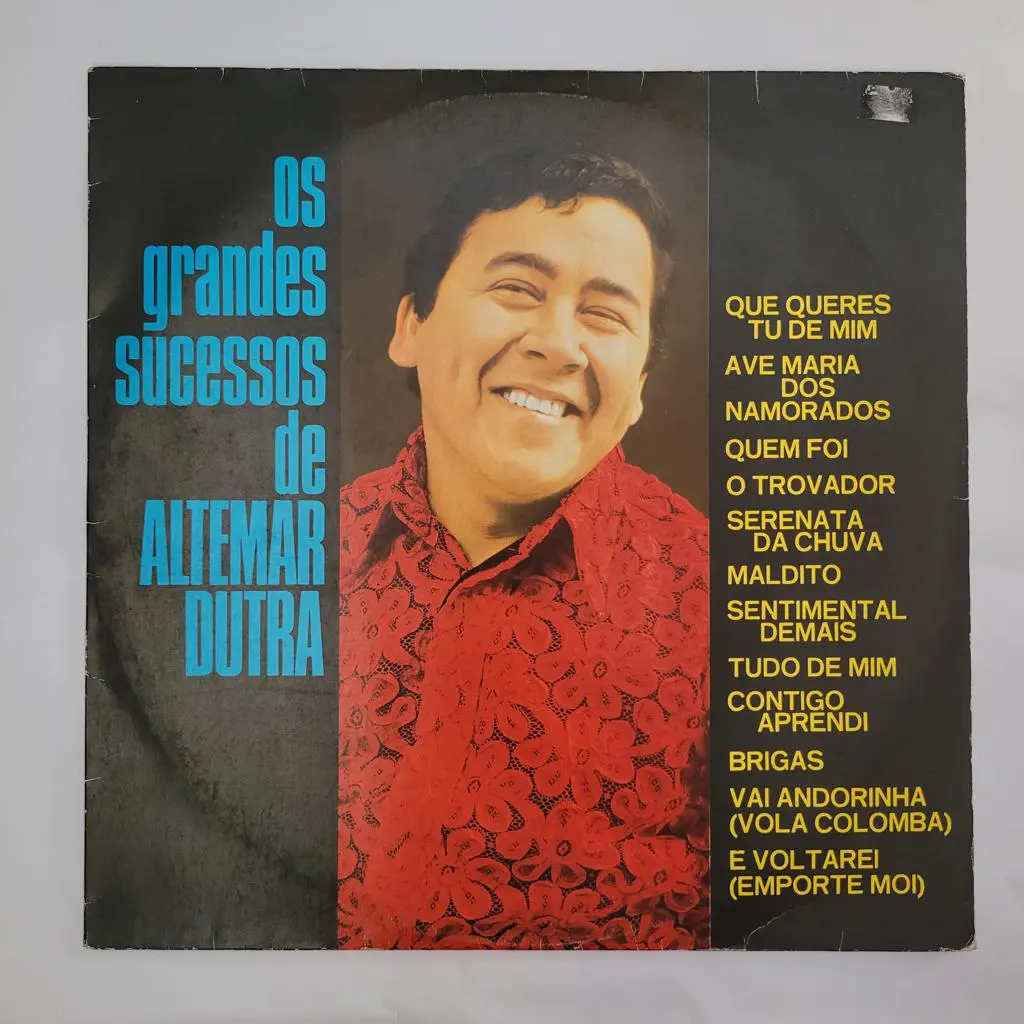 os
grandes
sucessos
de
ALTEMAR
DUTRA
QUE QUERES
TU DE MIM
AVE MARIA
DOS
NAMORADOS
QUEM FOI
O TROVADOR
SERENATA
DA CHUVA
MALDITO
SENTIMENTAL
DEMAIS
TUDO DE MIM
CONTIGO
APRENDI
BRIGAS
VAI ANDORINHA
(VOLA COLOMBA)
E VOLTAREI
(EMPORTE MOI)